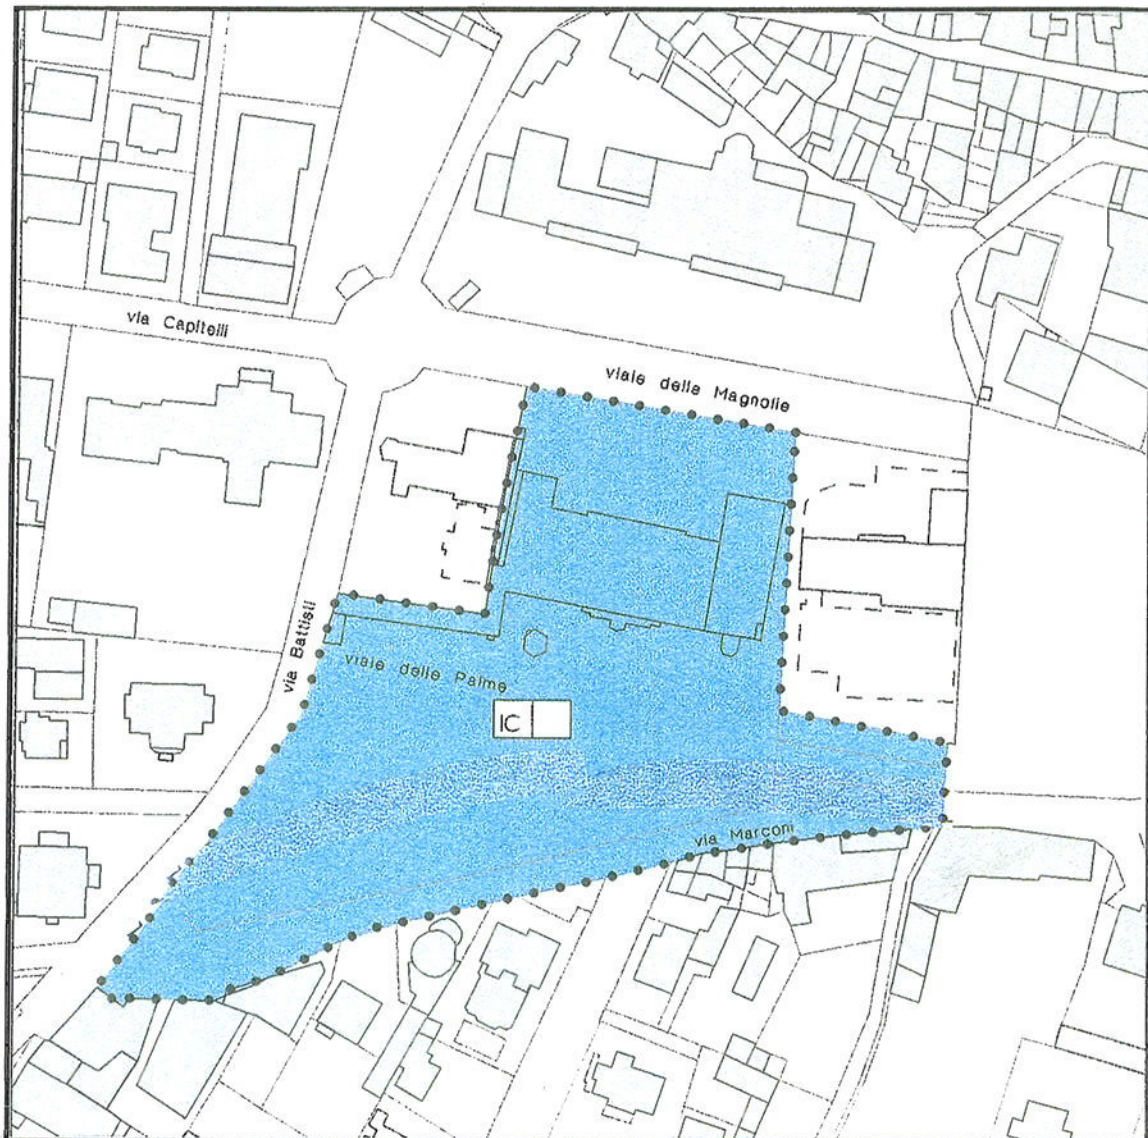 via Capitelli
viale delle Magnolie
via Battisti
viale delle Palme
IC
via Marconi